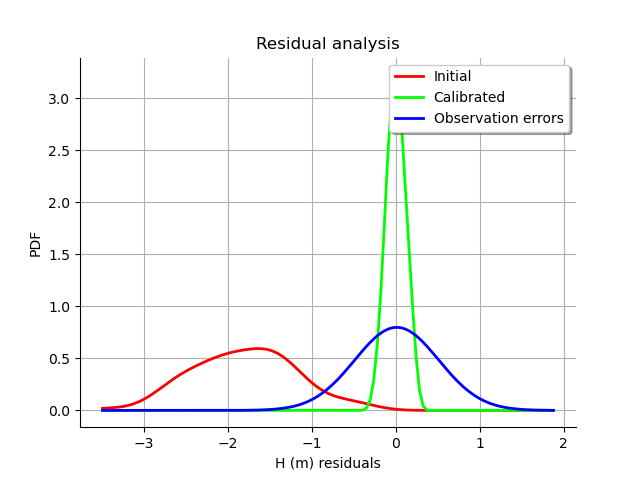 Residual analysis
Initial
Calibrated
Observation errors
PDF
3.0
2.5
2.0
1.5
1.0
0.5
0.0
−3 −2 −1 0 1 2
H (m) residuals